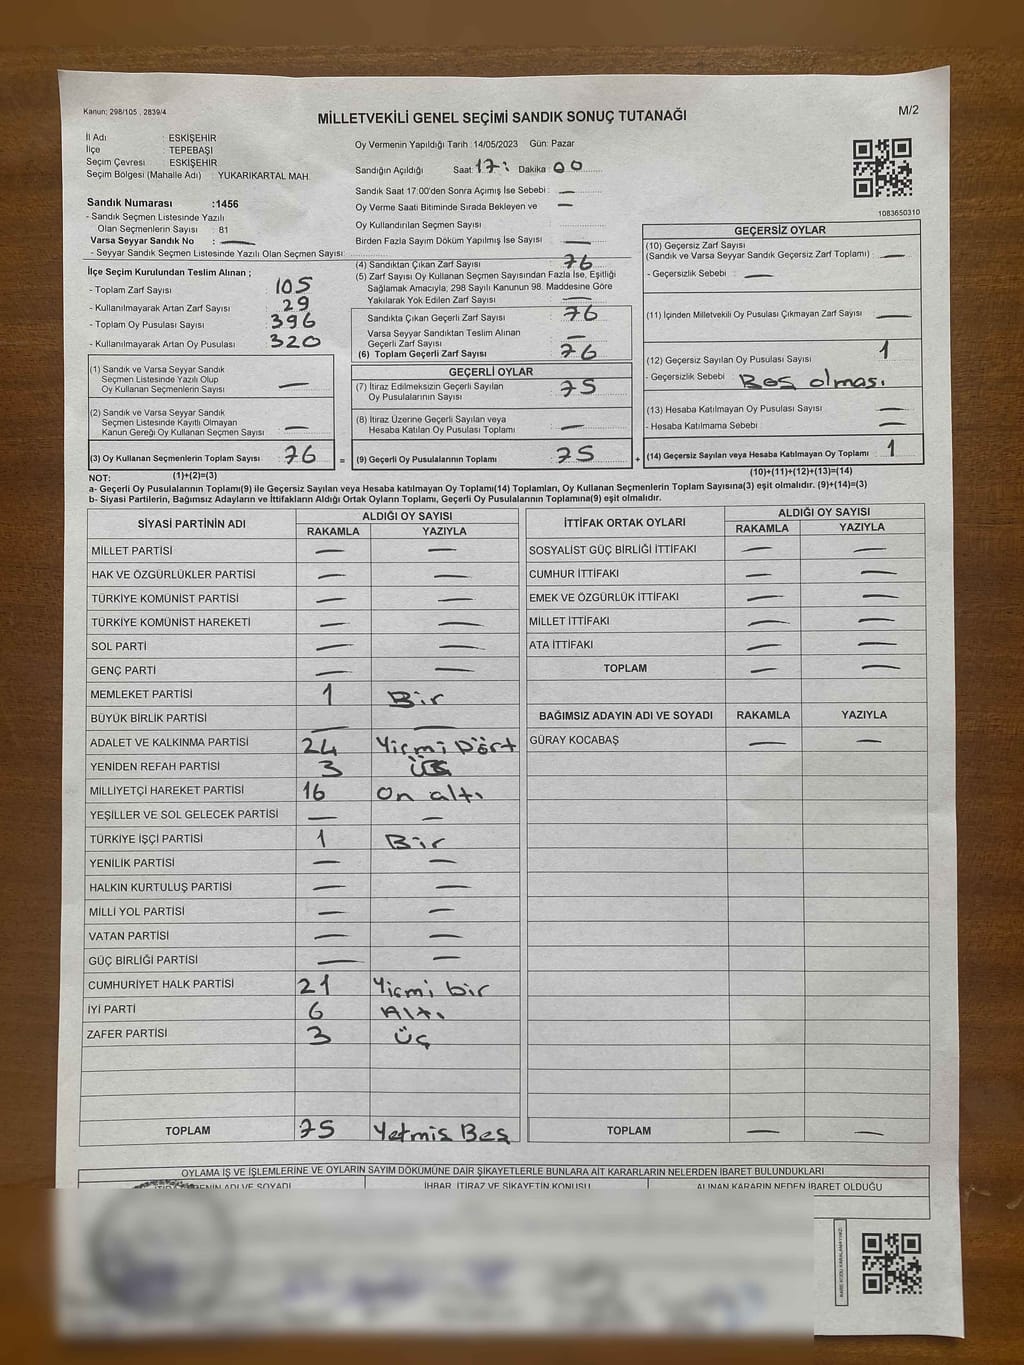 Kanun: 298/105 , 2839/4
MİLLETVEKİLİ GENEL SEÇİMİ SANDIK SONUÇ TUTANAĞI
M/2
İl Adı : ESKİŞEHİR
İlçe : TEPEBAŞI
Seçim Çevresi : ESKİŞEHİR
Seçim Bölgesi (Mahalle Adı) : YUKARIKARTAL MAH.
Sandık Numarası :1456
- Sandık Seçmen Listesinde Yazılı
Olan Seçmenlerin Sayısı : 81
Varsa Seyyar Sandık No : —
- Seyyar Sandık Seçmen Listesinde Yazılı Olan Seçmen Sayısı:
Oy Vermenin Yapıldığı Tarih :14/05/2023 Gün: Pazar
Sandığın Açıldığı Saat: 17: Dakika: 00
Sandık Saat 17:00'den Sonra Açımış İse Sebebi : —
Oy Verme Saati Bitiminde Sırada Bekleyen ve —
Oy Kullandırılan Seçmen Sayısı :
Birden Fazla Sayım Döküm Yapılmış İse Sayısı : —
1083650310
İlçe Seçim Kurulundan Teslim Alınan ;
- Toplam Zarf Sayısı : 105
- Kullanılmayarak Artan Zarf Sayısı : 29
- Toplam Oy Pusulası Sayısı : 396
- Kullanılmayarak Artan Oy Pusulası : 320
(1) Sandık ve Varsa Seyyar Sandık
Seçmen Listesinde Yazılı Olup
Oy Kullanan Seçmenlerin Sayısı : —
(2) Sandık ve Varsa Seyyar Sandık
Seçmen Listesinde Kayıtlı Olmayan
Kanun Gereği Oy Kullanan Seçmen Sayısı : —
(3) Oy Kullanan Seçmenlerin Toplam Sayısı : 76
(4) Sandıktan Çıkan Zarf Sayısı : 76
(5) Zarf Sayısı Oy Kullanan Seçmen Sayısından Fazla İse, Eşitliği
Sağlamak Amacıyla; 298 Sayılı Kanunun 98. Maddesine Göre
Yakılarak Yok Edilen Zarf Sayısı : —
Sandıkta Çıkan Geçerli Zarf Sayısı : 76
Varsa Seyyar Sandıktan Teslim Alınan
Geçerli Zarf Sayısı : —
(6) Toplam Geçerli Zarf Sayısı : 76
GEÇERLİ OYLAR
(7) İtiraz Edilmeksizin Geçerli Sayılan
Oy Pusulalarının Sayısı : 75
(8) İtiraz Üzerine Geçerli Sayılan veya
Hesaba Katılan Oy Pusulası Toplamı : —
= (9) Geçerli Oy Pusulalarının Toplamı : 75
GEÇERSİZ OYLAR
(10) Geçersiz Zarf Sayısı
(Sandık ve Varsa Seyyar Sandık Geçersiz Zarf Toplamı) : —
- Geçersizlik Sebebi : —
(11) İçinden Milletvekili Oy Pusulası Çıkmayan Zarf Sayısı : —
(12) Geçersiz Sayılan Oy Pusulası Sayısı : 1
- Geçersizlik Sebebi : Boş olması
(13) Hesaba Katılmayan Oy Pusulası Sayısı : —
- Hesaba Katılmama Sebebi : —
+ (14) Geçersiz Sayılan veya Hesaba Katılmayan Oy Toplamı : 1
NOT: (1)+(2)=(3) (10)+(11)+(12)+(13)=(14)
a- Geçerli Oy Pusulalarının Toplamı(9) ile Geçersiz Sayılan veya Hesaba katılmayan Oy Toplamı(14) Toplamları, Oy Kullanan Seçmenlerin Toplam Sayısına(3) eşit olmalıdır. (9)+(14)=(3)
b- Siyasi Partilerin, Bağımsız Adayların ve İttifakların Aldığı Ortak Oyların Toplamı, Geçerli Oy Pusulalarının Toplamına(9) eşit olmalıdır.
SİYASİ PARTİNİN ADI ALDIĞI OY SAYISI
RAKAMLA YAZIYLA
MİLLET PARTİSİ — —
HAK VE ÖZGÜRLÜKLER PARTİSİ — —
TÜRKİYE KOMÜNİST PARTİSİ — —
TÜRKİYE KOMÜNİST HAREKETİ — —
SOL PARTİ — —
GENÇ PARTİ — —
MEMLEKET PARTİSİ 1 Bir
BÜYÜK BİRLİK PARTİSİ — —
ADALET VE KALKINMA PARTİSİ 24 Yirmi Dört
YENİDEN REFAH PARTİSİ 3 Üç
MİLLİYETÇİ HAREKET PARTİSİ 16 On altı
YEŞİLLER VE SOL GELECEK PARTİSİ — —
TÜRKİYE İŞÇİ PARTİSİ 1 Bir
YENİLİK PARTİSİ — —
HALKIN KURTULUŞ PARTİSİ — —
MİLLİ YOL PARTİSİ — —
VATAN PARTİSİ — —
GÜÇ BİRLİĞİ PARTİSİ — —
CUMHURİYET HALK PARTİSİ 21 Yirmi bir
İYİ PARTİ 6 Altı
ZAFER PARTİSİ 3 Üç
TOPLAM 75 Yetmiş Beş
İTTİFAK ORTAK OYLARI ALDIĞI OY SAYISI
RAKAMLA YAZIYLA
SOSYALİST GÜÇ BİRLİĞİ İTTİFAKI — —
CUMHUR İTTİFAKI — —
EMEK VE ÖZGÜRLÜK İTTİFAKI — —
MİLLET İTTİFAKI — —
ATA İTTİFAKI — —
TOPLAM — —
BAĞIMSIZ ADAYIN ADI VE SOYADI RAKAMLA YAZIYLA
GÜRAY KOCABAŞ — —
TOPLAM — —
OYLAMA İŞ VE İŞLEMLERİNE VE OYLARIN SAYIM DÖKÜMÜNE DAİR ŞİKAYETLERLE BUNLARA AİT KARARLARIN NELERDEN İBARET BULUNDUKLARI
ADI VE SOYADI İHBAR, İTİRAZ VE ŞİKAYETİN KONUSU ALINAN KARARIN NEDEN İBARET OLDUĞU